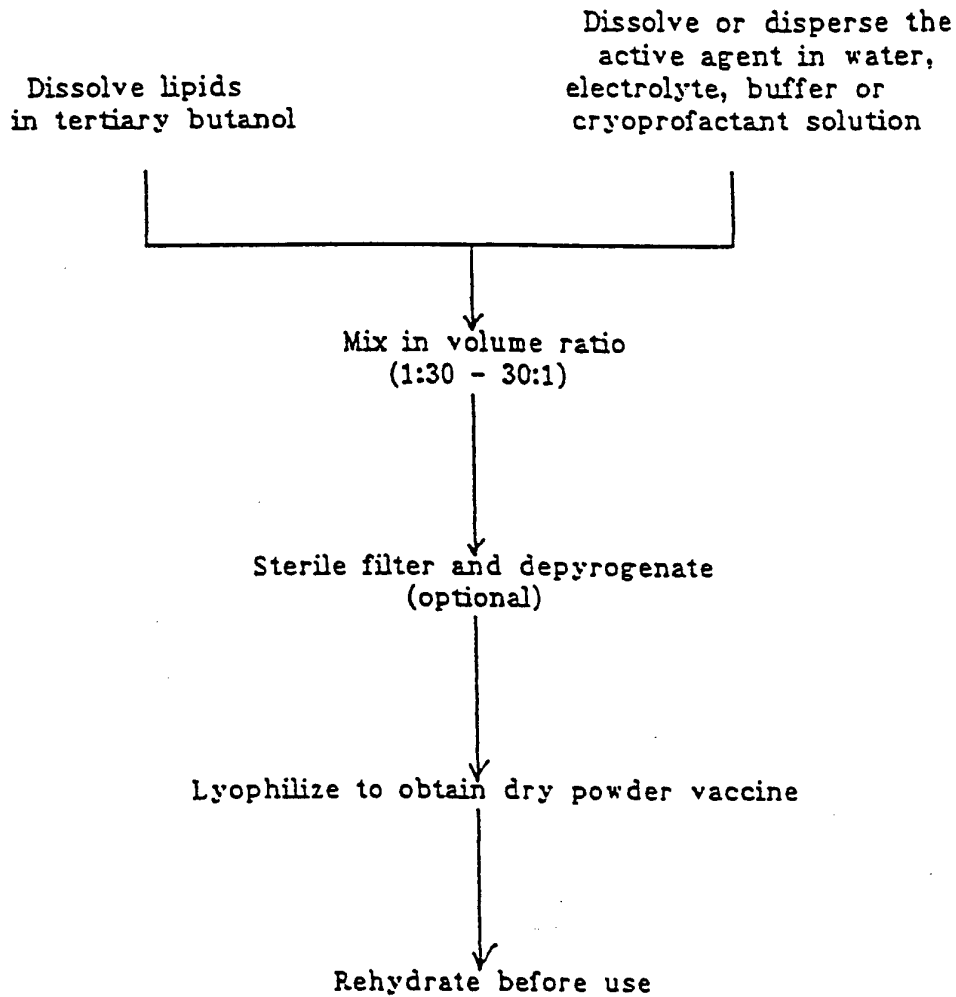 Dissolve lipids
in tertiary butanol
Dissolve or disperse the
active agent in water,
electrolyte, buffer or
cryoprofactant solution
Mix in volume ratio
(1:30 - 30:1)
Sterile filter and depyrogenate
(optional)
Lyophilize to obtain dry powder vaccine
Rehydrate before use